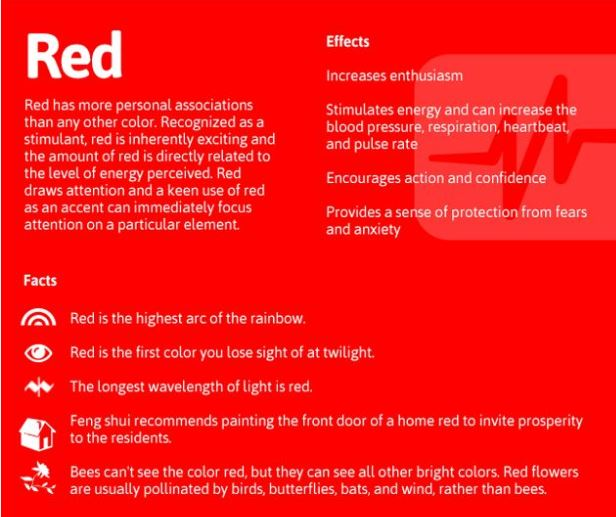 Red
Red has more personal associations
than any other color. Recognized as a
stimulant, red is inherently exciting and
the amount of red is directly related to
the level of energy perceived. Red
draws attention and a keen use of red
as an accent can immediately focus
attention on a particular element.
Effects
Increases enthusiasm
Stimulates energy and can increase the
blood pressure, respiration, heartbeat,
and pulse rate
Encourages action and confidence
Provides a sense of protection from fears
and anxiety
Facts
Red is the highest arc of the rainbow.
Red is the first color you lose sight of at twilight.
The longest wavelength of light is red.
Feng shui recommends painting the front door of a home red to invite prosperity
to the residents.
Bees can't see the color red, but they can see all other bright colors. Red flowers
are usually pollinated by birds, butterflies, bats, and wind, rather than bees.